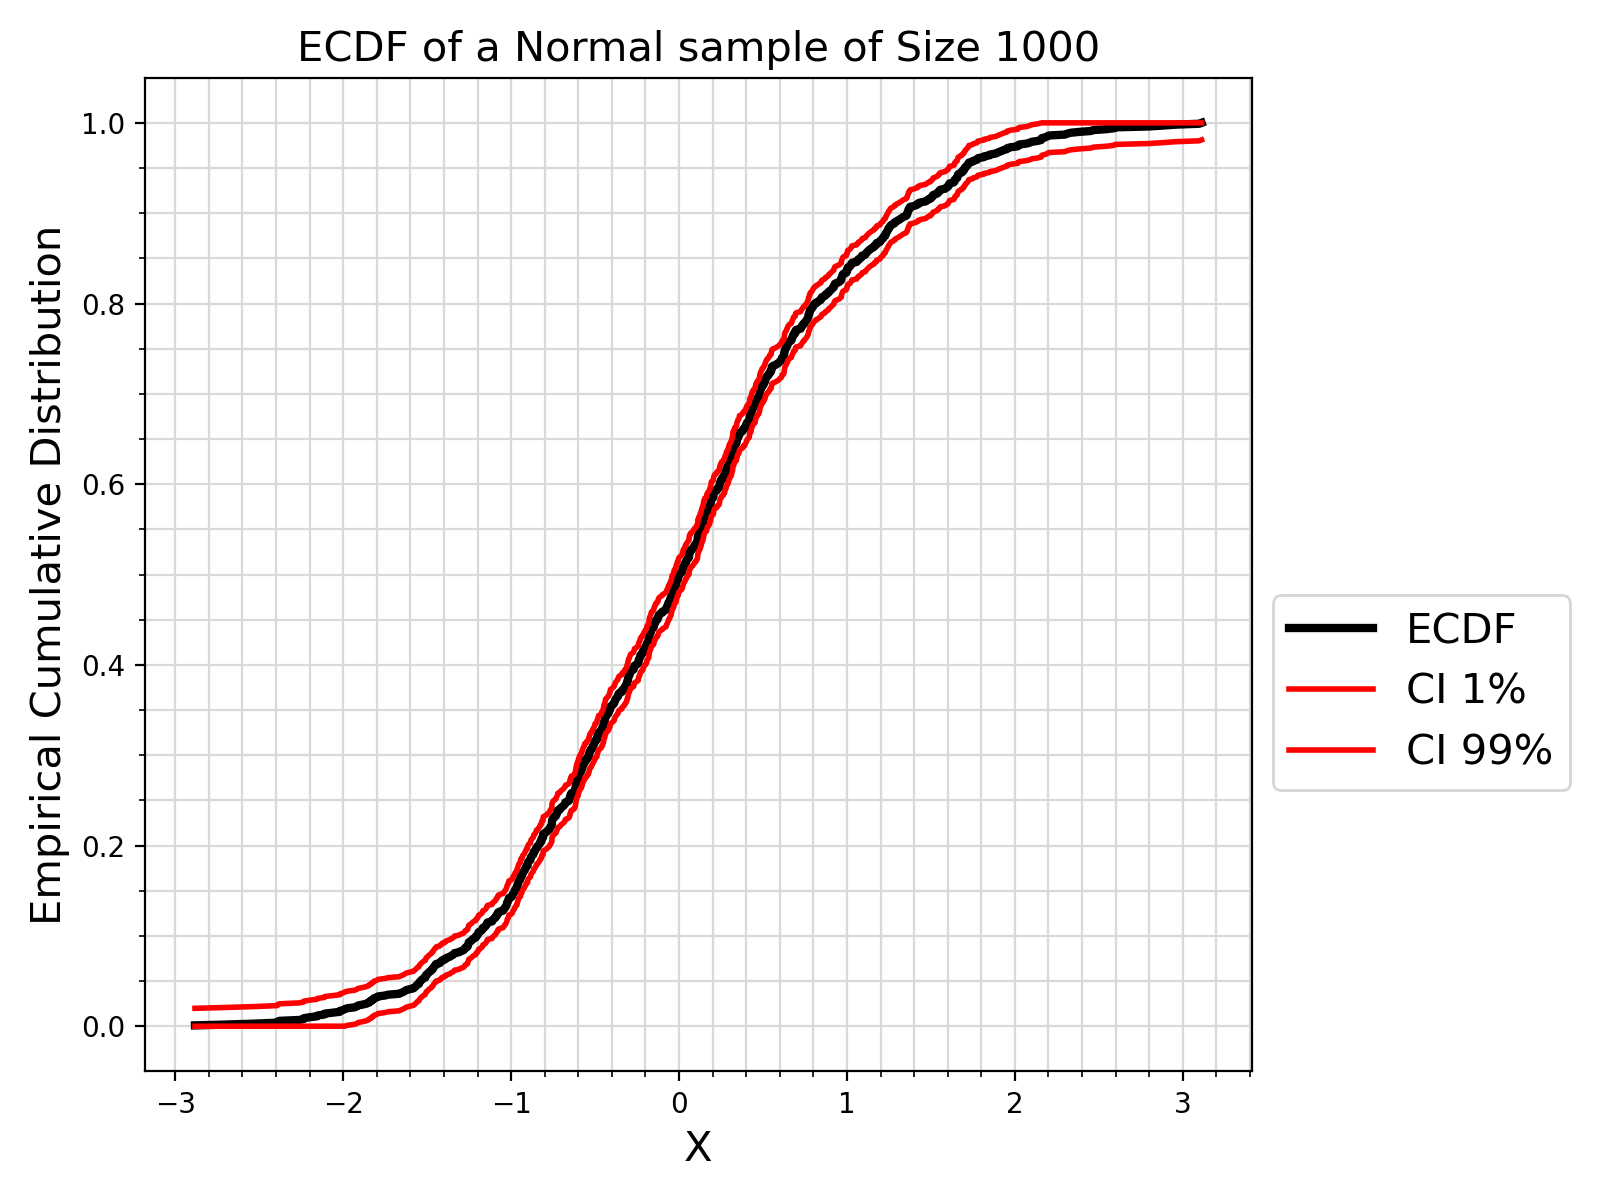 ECDF of a Normal sample of Size 1000
Empirical Cumulative Distribution
1.0
0.8
0.6
0.4
0.2
0.0
−3 −2 −1 0 1 2 3
X
ECDF
CI 1%
CI 99%